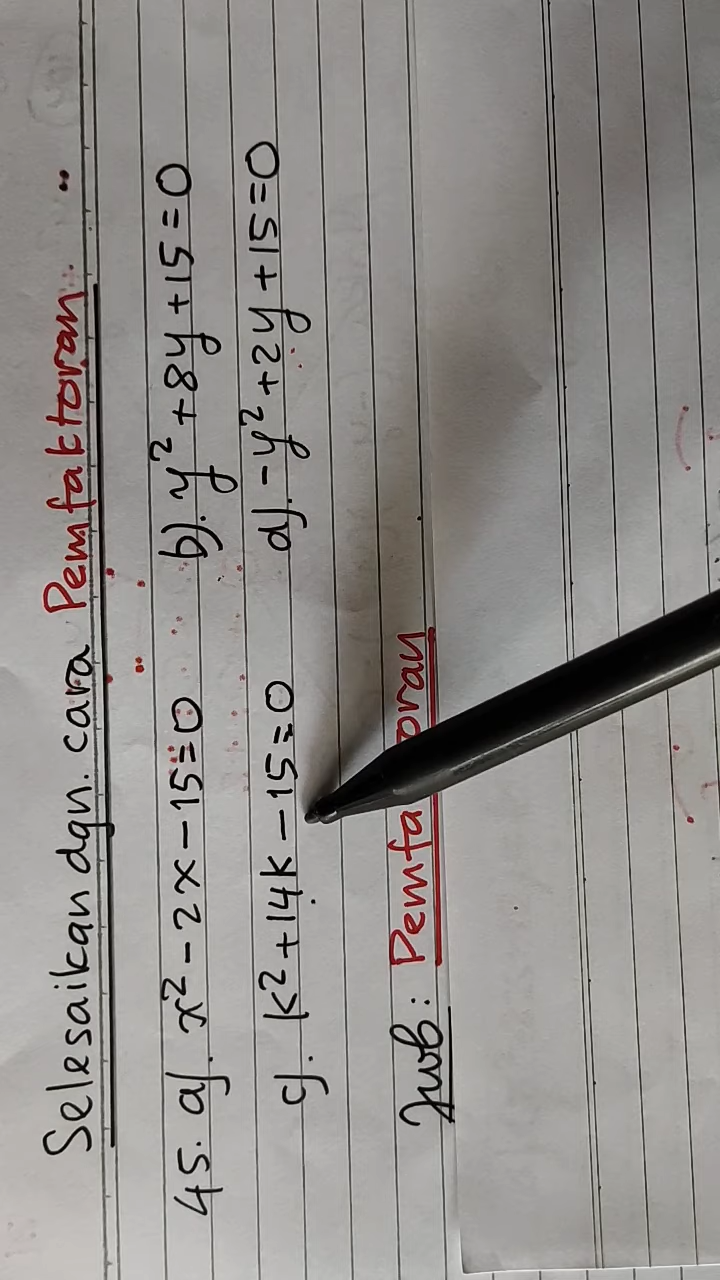 Selesaikan dgn. cara Pemfaktoran..
45. a). x² - 2x - 15 = 0 b). y² + 8y + 15 = 0
c). k² + 14k - 15 = 0 d). -y² + 2y + 15 = 0
Jwb: